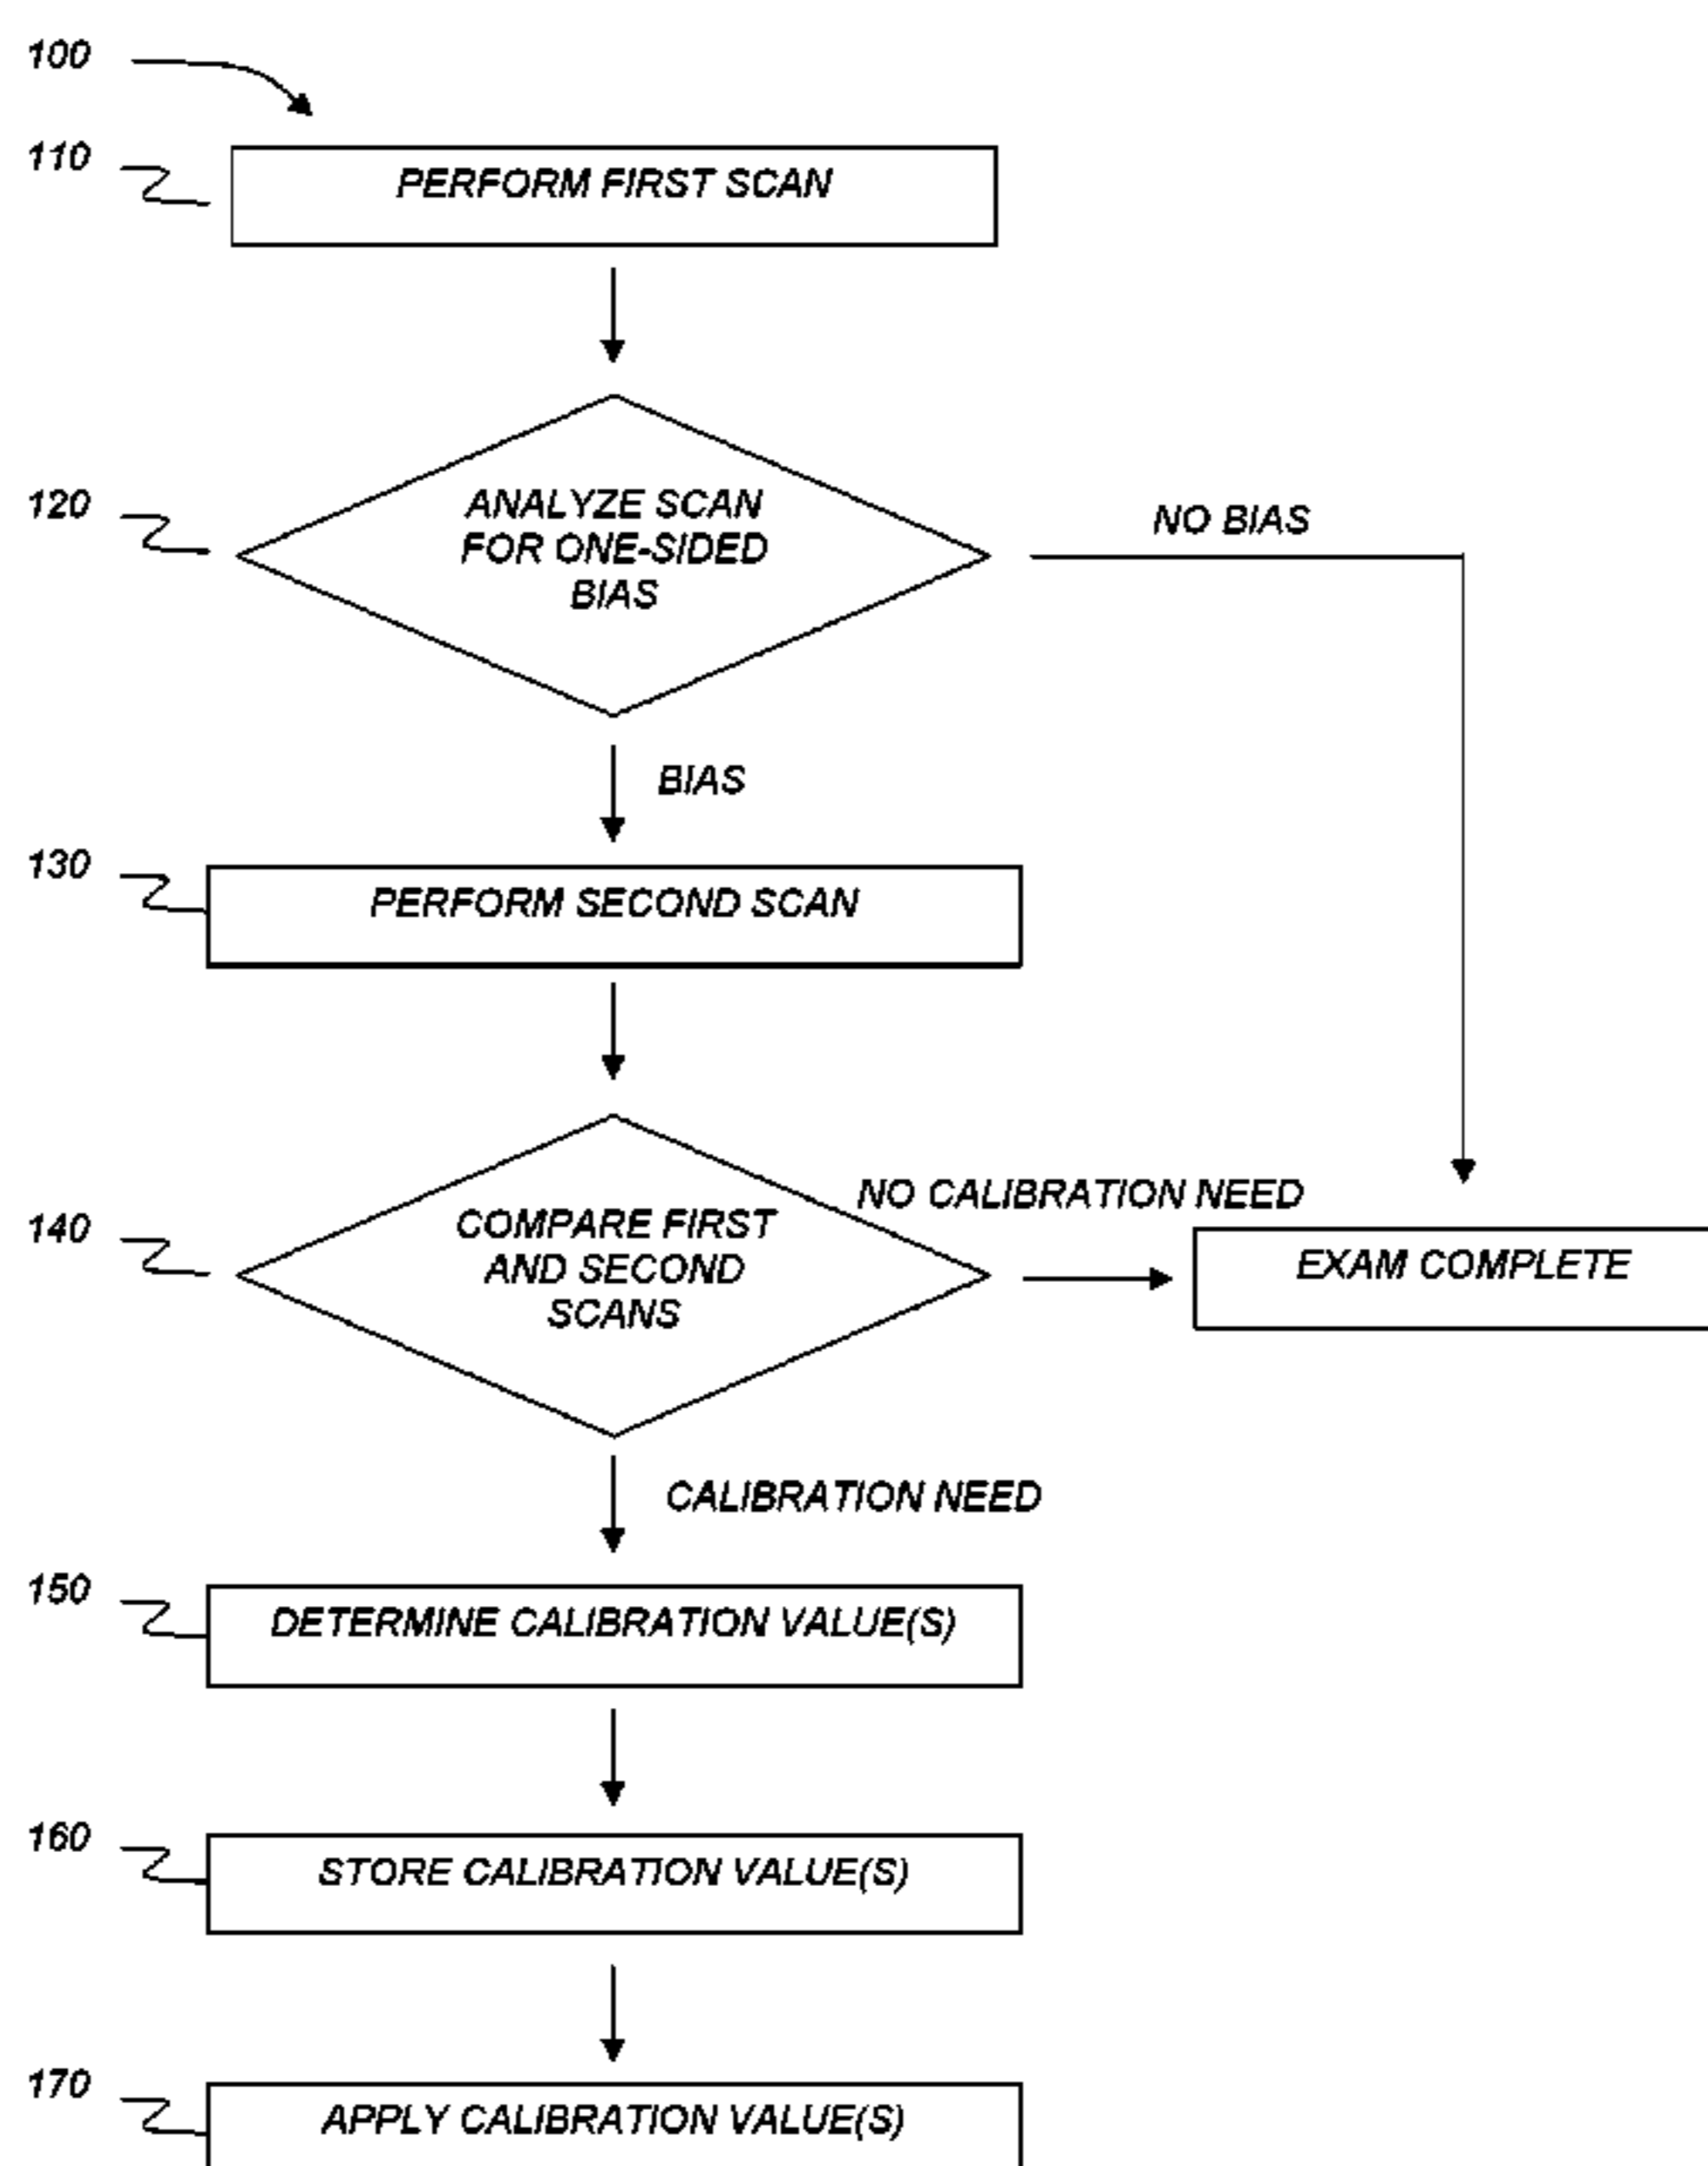 100
110
PERFORM FIRST SCAN
120
ANALYZE SCAN
FOR ONE-SIDED
BIAS
NO BIAS
BIAS
130
PERFORM SECOND SCAN
140
COMPARE FIRST
AND SECOND
SCANS
NO CALIBRATION NEED
EXAM COMPLETE
CALIBRATION NEED
150
DETERMINE CALIBRATION VALUE(S)
160
STORE CALIBRATION VALUE(S)
170
APPLY CALIBRATION VALUE(S)